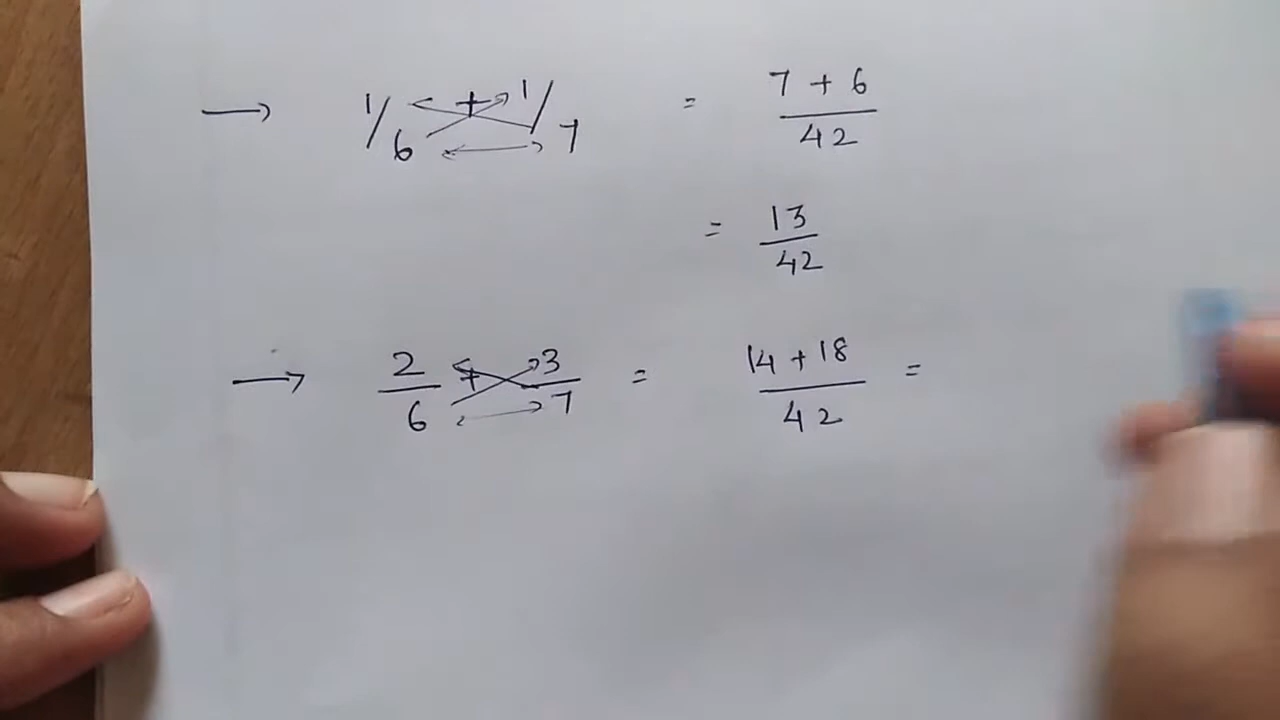 → 1/6 + 1/7 = 7 + 6 / 42
= 13/42
→ 2/6 + 3/7 = 14 + 18 / 42 =